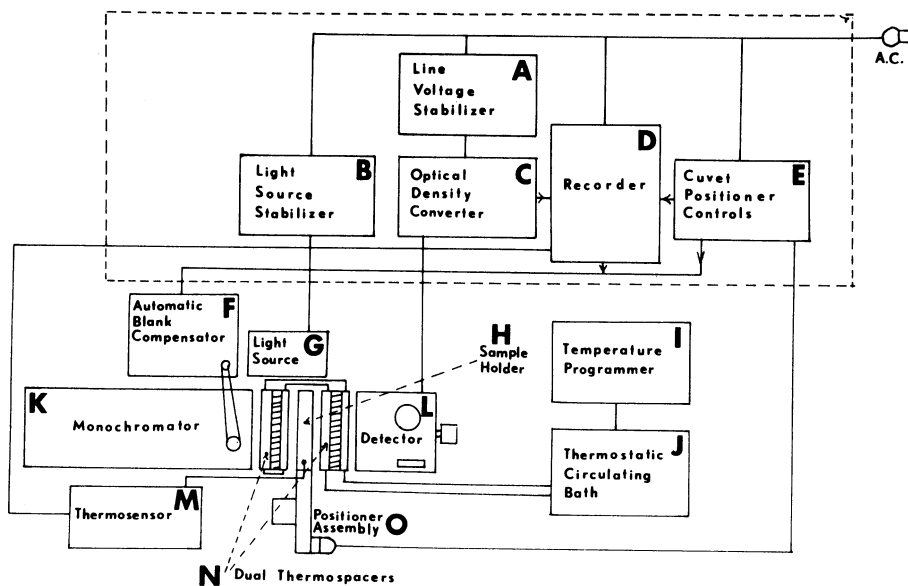 A.C.
A
Line
Voltage
Stabilizer
B
Light
Source
Stabilizer
C
Optical
Density
Converter
D
Recorder
E
Cuvet
Positioner
Controls
F
Automatic
Blank
Compensator
G
Light
Source
H
Sample
Holder
I
Temperature
Programmer
K
Monochromator
L
Detector
J
Thermostatic
Circulating
Bath
M
Thermosensor
Positioner
Assembly O
N Dual Thermospacers